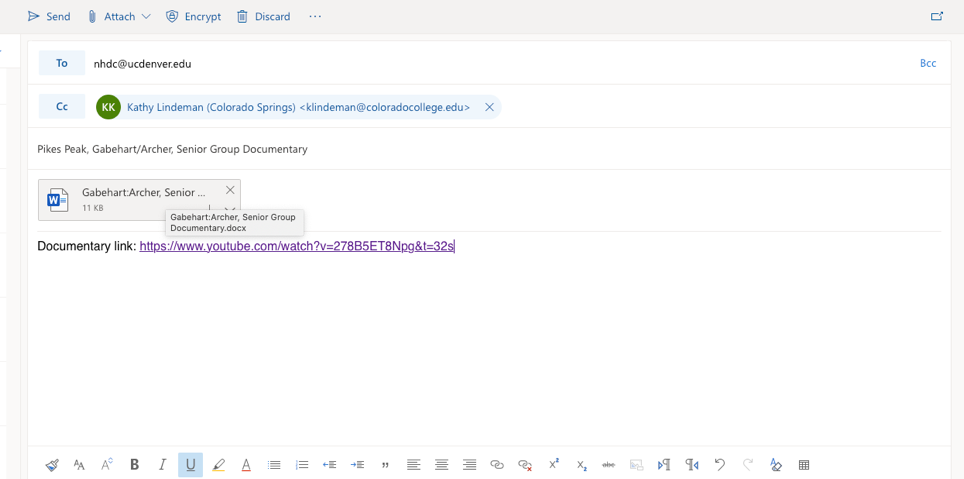 Send Attach Encrypt Discard ...
To nhdc@ucdenver.edu Bcc
Cc KK Kathy Lindeman (Colorado Springs) <klindeman@coloradocollege.edu>
Pikes Peak, Gabehart/Archer, Senior Group Documentary
W Gabehart:Archer, Senior ...
11 KB
Gabehart:Archer, Senior Group
Documentary.docx
Documentary link: https://www.youtube.com/watch?v=278B5ET8Npg&t=32s